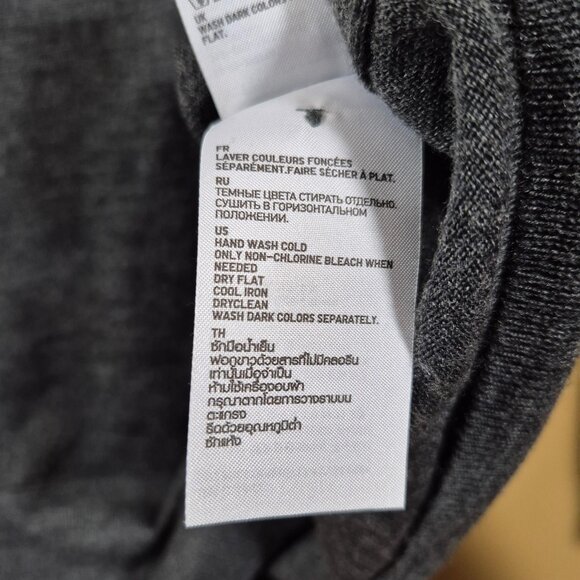 UK
WASH DARK COLOURS
FLAT.
FR
LAVER COULEURS FONCÉES
SÉPARÉMENT.FAIRE SÉCHER À PLAT.
RU
ТЕМНЫЕ ЦВЕТА СТИРАТЬ ОТДЕЛЬНО.
СУШИТЬ В ГОРИЗОНТАЛЬНОМ
ПОЛОЖЕНИИ.
US
HAND WASH COLD
ONLY NON-CHLORINE BLEACH WHEN
NEEDED
DRY FLAT
COOL IRON
DRYCLEAN
WASH DARK COLORS SEPARATELY.
TH
ซักมือน้ำเย็น
ฟอกขาวด้วยสารที่ไม่มีคลอรีน
เท่านั้นเมื่อจำเป็น
ห้ามใช้เครื่องอบผ้า
กรุณาตากโดยการวางราบบน
ตะแกรง
รีดด้วยอุณหภูมิต่ำ
ซักแห้ง